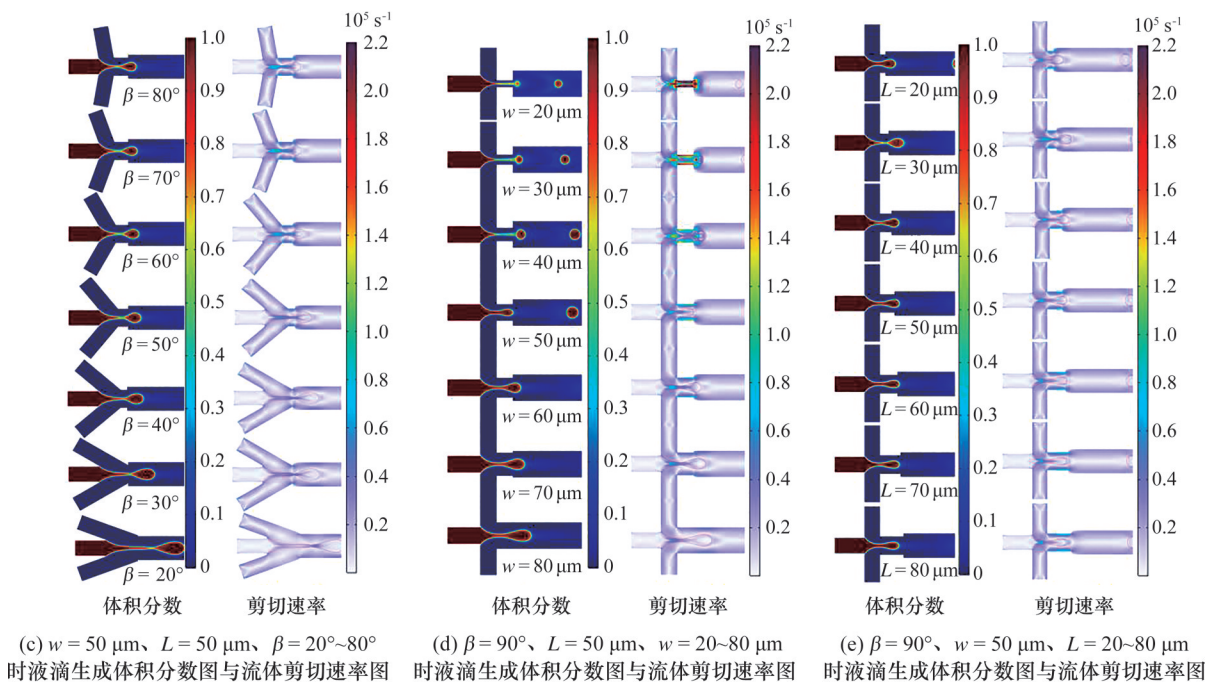 10⁵ s⁻¹
1.0
0.9
0.8
0.7
0.6
0.5
0.4
0.3
0.2
0.1
0
2.2
2.0
1.8
1.6
1.4
1.2
1.0
0.8
0.6
0.4
0.2
β = 80°
β = 70°
β = 60°
β = 50°
β = 40°
β = 30°
β = 20°
体积分数
剪切速率
(c) w = 50 μm、L = 50 μm、β = 20°~80°
时液滴生成体积分数图与流体剪切速率图
10⁵ s⁻¹
1.0
0.9
0.8
0.7
0.6
0.5
0.4
0.3
0.2
0.1
0
2.2
2.0
1.8
1.6
1.4
1.2
1.0
0.8
0.6
0.4
0.2
w = 20 μm
w = 30 μm
w = 40 μm
w = 50 μm
w = 60 μm
w = 70 μm
w = 80 μm
体积分数
剪切速率
(d) β = 90°、L = 50 μm、w = 20~80 μm
时液滴生成体积分数图与流体剪切速率图
10⁵ s⁻¹
1.0
0.9
0.8
0.7
0.6
0.5
0.4
0.3
0.2
0.1
0
2.2
2.0
1.8
1.6
1.4
1.2
1.0
0.8
0.6
0.4
0.2
L = 20 μm
L = 30 μm
L = 40 μm
L = 50 μm
L = 60 μm
L = 70 μm
L = 80 μm
体积分数
剪切速率
(e) β = 90°、w = 50 μm、L = 20~80 μm
时液滴生成体积分数图与流体剪切速率图